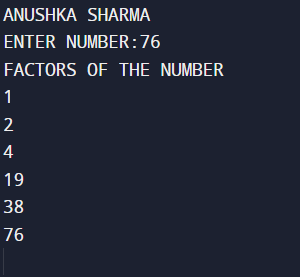 ANUSHKA SHARMA
ENTER NUMBER:76
FACTORS OF THE NUMBER
1
2
4
19
38
76